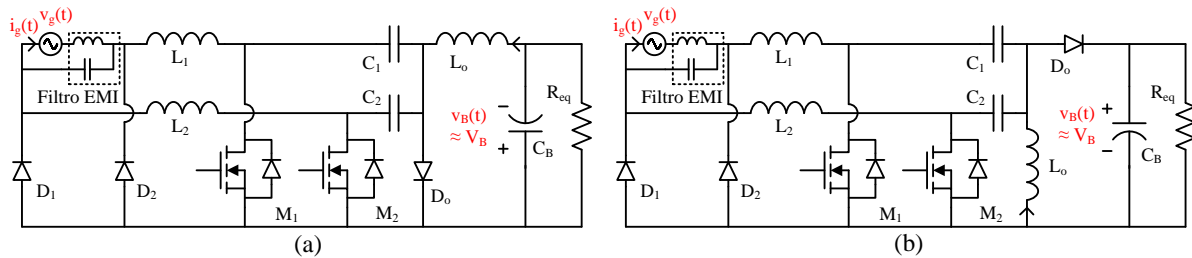 i_g(t) v_g(t)
L_1
C_1
L_o
Filtro EMI
C_2
R_eq
L_2
v_B(t)
≈ V_B
−
+
C_B
D_1
D_2
M_1
M_2
D_o
(a)
i_g(t) v_g(t)
L_1
C_1
D_o
Filtro EMI
C_2
R_eq
L_2
v_B(t)
≈ V_B
+
−
C_B
L_o
D_1
D_2
M_1
M_2
(b)